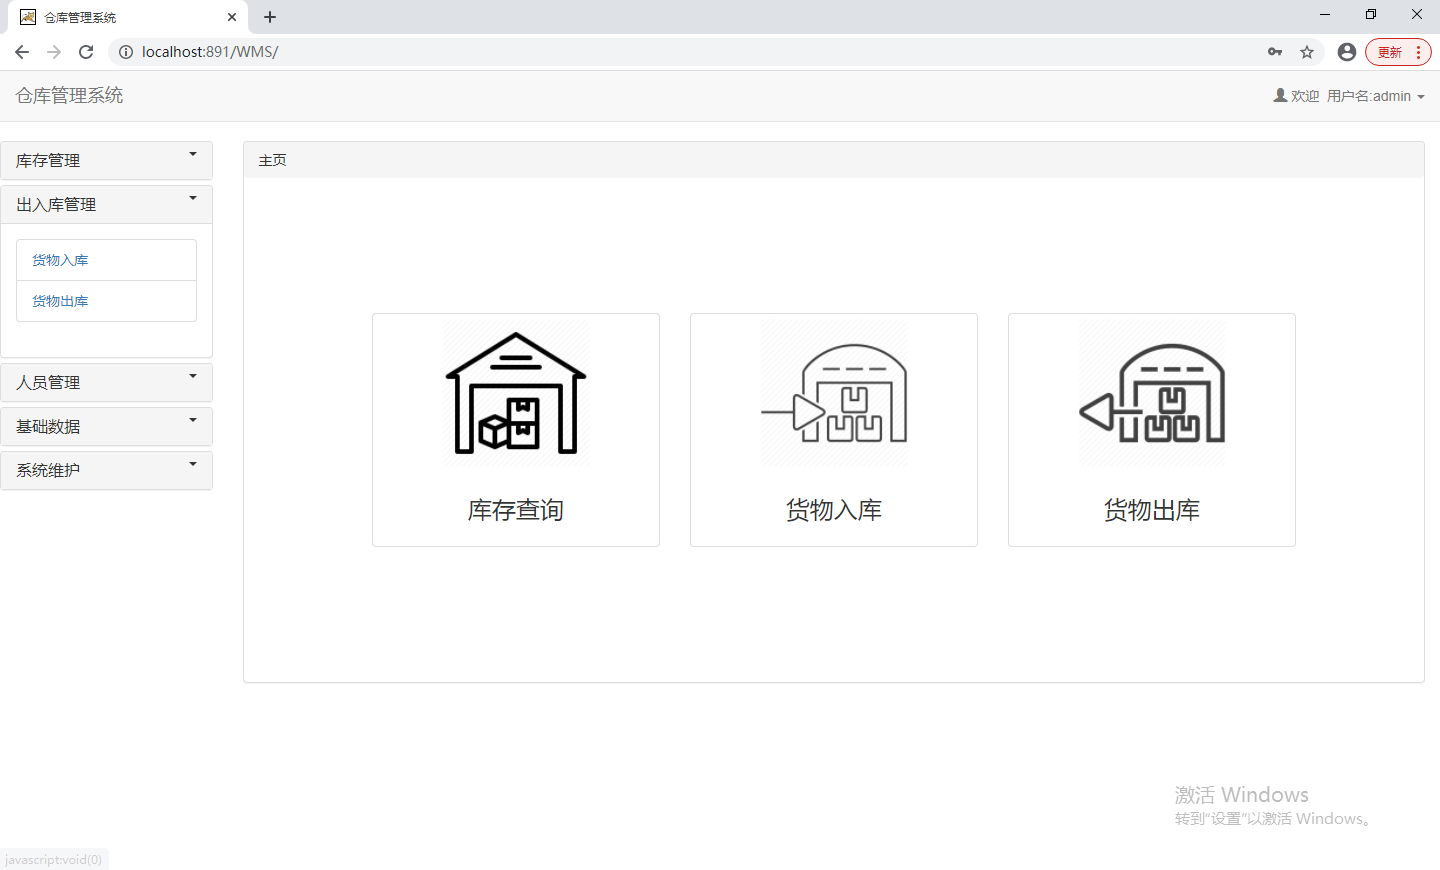 仓库管理系统
localhost:891/WMS/
更新
仓库管理系统
欢迎 用户名:admin
库存管理
出入库管理
货物入库
货物出库
人员管理
基础数据
系统维护
主页
库存查询
货物入库
货物出库
激活 Windows
转到"设置"以激活 Windows。
javascript:void(0)